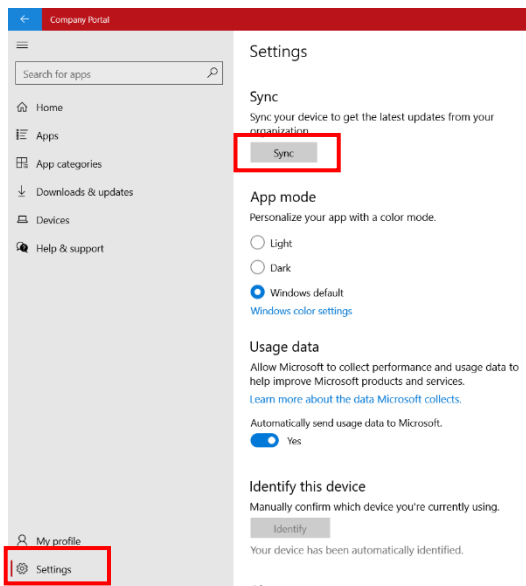 Company Portal
Search for apps
Home
Apps
App categories
Downloads & updates
Devices
Help & support
My profile
Settings
Settings
Sync
Sync your device to get the latest updates from your
organization
Sync
App mode
Personalize your app with a color mode.
Light
Dark
Windows default
Windows color settings
Usage data
Allow Microsoft to collect performance and usage data to
help improve Microsoft products and services.
Learn more about the data Microsoft collects.
Automatically send usage data to Microsoft.
Yes
Identify this device
Manually confirm which device you're currently using.
Identify
Your device has been automatically identified.